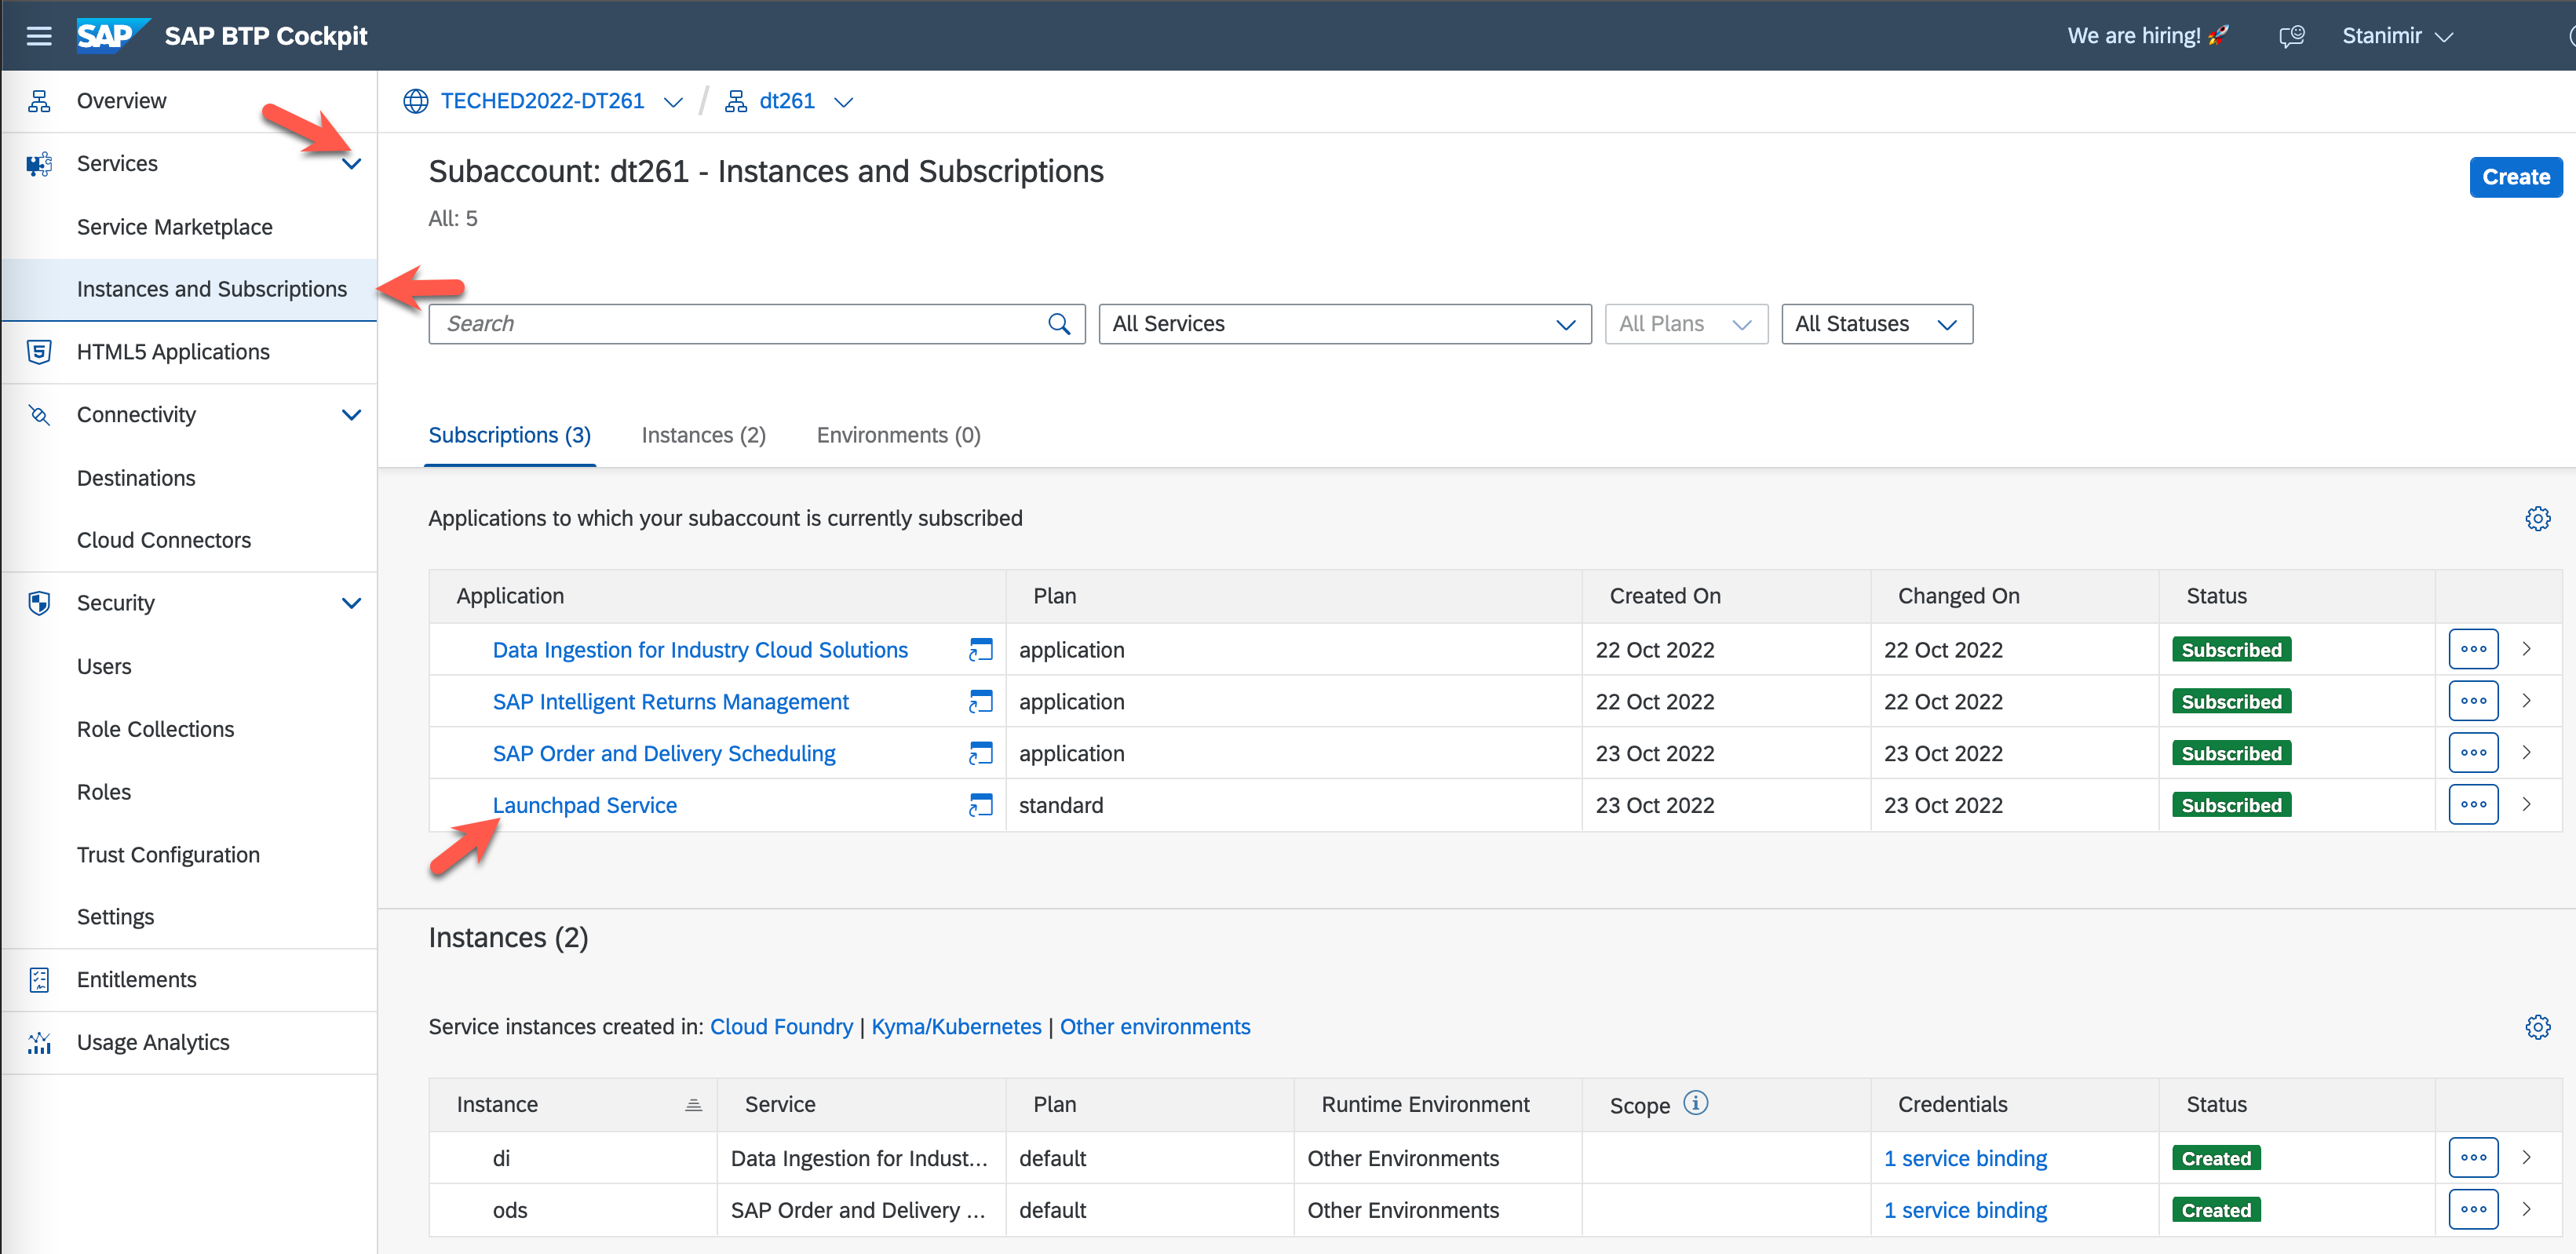 SAP SAP BTP Cockpit We are hiring! 🚀 Stanimir
Overview
Services
Service Marketplace
Instances and Subscriptions
HTML5 Applications
Connectivity
Destinations
Cloud Connectors
Security
Users
Role Collections
Roles
Trust Configuration
Settings
Entitlements
Usage Analytics
TECHED2022-DT261 / dt261
Subaccount: dt261 - Instances and Subscriptions
Create
All: 5
Search All Services All Plans All Statuses
Subscriptions (3) Instances (2) Environments (0)
Applications to which your subaccount is currently subscribed
Application Plan Created On Changed On Status
Data Ingestion for Industry Cloud Solutions application 22 Oct 2022 22 Oct 2022 Subscribed
SAP Intelligent Returns Management application 22 Oct 2022 22 Oct 2022 Subscribed
SAP Order and Delivery Scheduling application 23 Oct 2022 23 Oct 2022 Subscribed
Launchpad Service standard 23 Oct 2022 23 Oct 2022 Subscribed
Instances (2)
Service instances created in: Cloud Foundry | Kyma/Kubernetes | Other environments
Instance Service Plan Runtime Environment Scope Credentials Status
di Data Ingestion for Indust... default Other Environments 1 service binding Created
ods SAP Order and Delivery ... default Other Environments 1 service binding Created